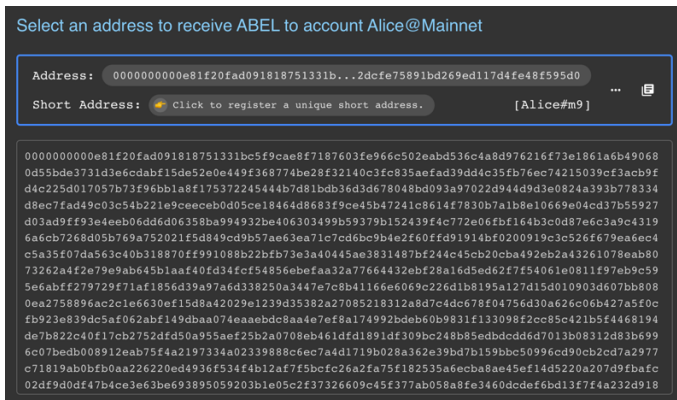 Select an address to receive ABEL to account Alice@Mainnet
Address: 0000000000e81f20fad091818751331b...2dcfe75891bd269ed117d4fe48f595d0 ...
Short Address: 👉 Click to register a unique short address. [Alice#m9]
0000000000e81f20fad091818751331bc5f9cae8f7187603fe966c502eabd536c4a8d976216f73e1861a6b49068
0d55bde3731d3e6cdabf15de52e0e449f368774be28f32140c3fc835aefad39dd4c35fb76ec74215039cf3acb9f
d4c225d017057b73f96bb1a8f175372245444b7d81bdb36d3d678048bd093a97022d944d9d3e0824a393b778334
d8ec7fad49c03c54b221e9ceeceb0d05ce18464d8683f9ce45b47241c8614f7830b7a1b8e10669e04cd37b55927
d03ad9ff93e4eeb06dd6d06358ba994932be406303499b59379b152439f4c772e06fbf164b3c0d87e6c3a9c4319
6a6cb7268d05b769a752021f5d849cd9b57ae63ea71c7cd6bc9b4e2f60ffd91914bf0200919c3c526f679ea6ec4
c5a35f07da563c40b318870ff991088b22bfb73e3a40445ae3831487bf244c45cb20cba492eb2a43261078eab80
73262a4f2e79e9ab645b1aaf40fd34fcf54856ebefaa32a77664432ebf28a16d5ed62f7f54061e0811f97eb9c59
5e6abff279729f71af1856d39a97a6d338250a3447e7c8b41166e6069c226d1b8195a127d15d010903d607bb808
0ea2758896ac2c1e6630ef15d8a42029e1239d35382a27085218312a8d7c4dc678f04756d30a626c06b427a5f0c
fb923e839dc5af062abf149dbaa074eaaebdc8aa4e7ef8a174992bdeb60b9831f133098f2cc85c421b5f4468194
de7b822c40f17cb2752dfd50a955aef25b2a0708eb461dfd1891df309bc248b85edbdcdd6d7013b08312d83b699
6c07bedb008912eab75f4a2197334a02339888c6ec7a4d1719b028a362e39bd7b159bbc50996cd90cb2cd7a2977
c71819ab0bfb0aa226220ed4936f534f4b12af7f5bcfc26a2fa75f182535a6ecba8ae45ef14d5220a207d9fbafc
02df9d0df47b4ce3e63be693895059203b1e05c2f37326609c45f377ab058a8fe3460dcdef6bd13f7f4a232d918